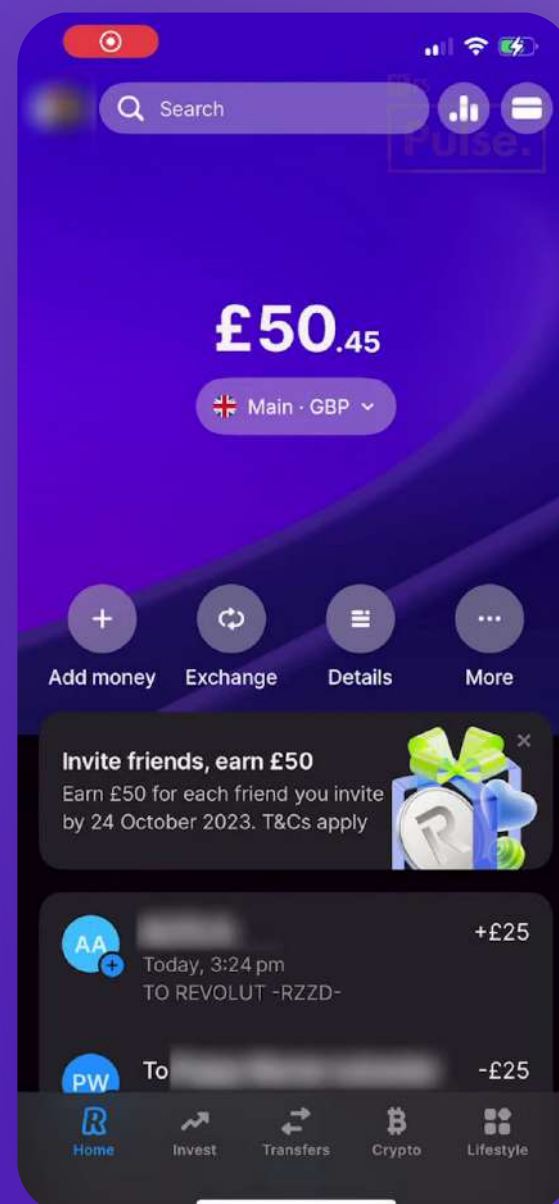 Search
Pulse.
£50.45
Main · GBP
Add money
Exchange
Details
More
Invite friends, earn £50
Earn £50 for each friend you invite
by 24 October 2023. T&Cs apply
R
AA
+£25
Today, 3:24 pm
TO REVOLUT -RZZD-
PW
To
-£25
R
Home
Invest
Transfers
Crypto
Lifestyle